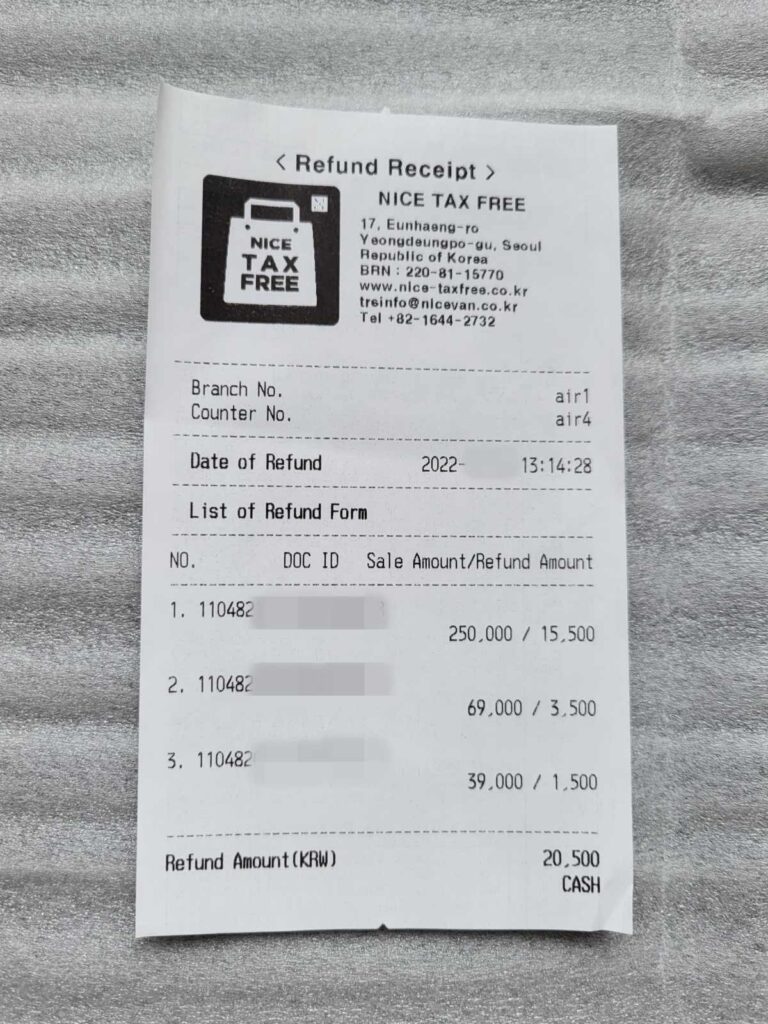 < Refund Receipt >
NICE
TAX
FREE
NICE TAX FREE
17, Eunhaeng-ro
Yeongdeungpo-gu, Seoul
Republic of Korea
BRN : 220-81-15770
www.nice-taxfree.co.kr
trsinfo@nicevan.co.kr
Tel +82-1644-2732
Branch No. air1
Counter No. air4
Date of Refund 2022- 13:14:28
List of Refund Form
NO. DOC ID Sale Amount/Refund Amount
1. 110482
250,000 / 15,500
2. 110482
69,000 / 3,500
3. 110482
39,000 / 1,500
Refund Amount(KRW) 20,500
CASH